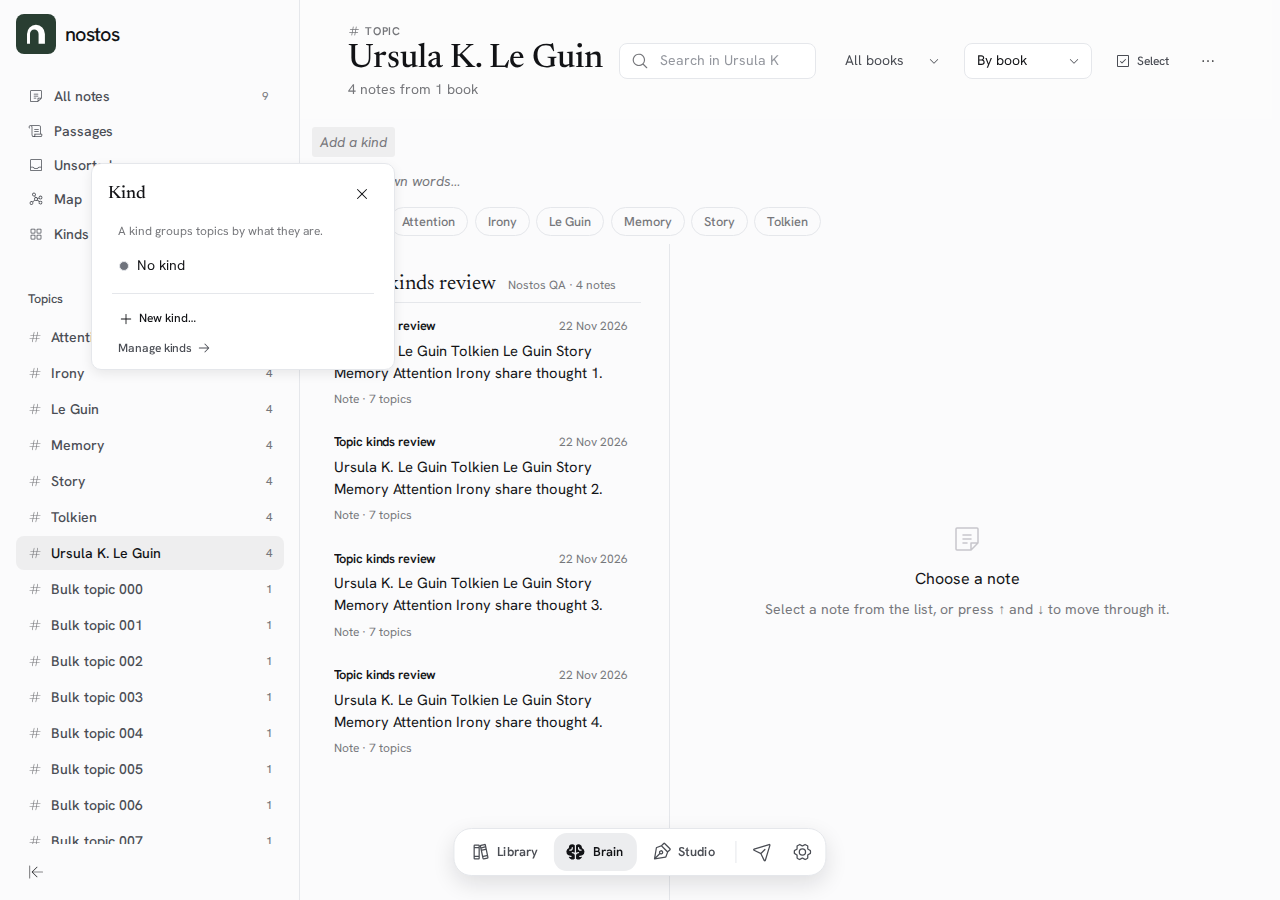 nostos
All notes 9
Passages
Map
Kinds
Topics
Irony 4
Le Guin 4
Memory 4
Story 4
Tolkien 4
Ursula K. Le Guin 4
Bulk topic 000 1
Bulk topic 001 1
Bulk topic 002 1
Bulk topic 003 1
Bulk topic 004 1
Bulk topic 005 1
Bulk topic 006 1
Bulk topic 007 1
# TOPIC
Ursula K. Le Guin
4 notes from 1 book
Search in Ursula K
All books
By book
Select
Add a kind
words...
Attention Irony Le Guin Memory Story Tolkien
Kind
A kind groups topics by what they are.
No kind
New kind...
Manage kinds →
kinds review Nostos QA · 4 notes
review 22 Nov 2026
Le Guin Tolkien Le Guin Story
Memory Attention Irony share thought 1.
Note · 7 topics
Topic kinds review 22 Nov 2026
Ursula K. Le Guin Tolkien Le Guin Story
Memory Attention Irony share thought 2.
Note · 7 topics
Topic kinds review 22 Nov 2026
Ursula K. Le Guin Tolkien Le Guin Story
Memory Attention Irony share thought 3.
Note · 7 topics
Topic kinds review 22 Nov 2026
Ursula K. Le Guin Tolkien Le Guin Story
Memory Attention Irony share thought 4.
Note · 7 topics
Choose a note
Select a note from the list, or press ↑ and ↓ to move through it.
Library Brain Studio